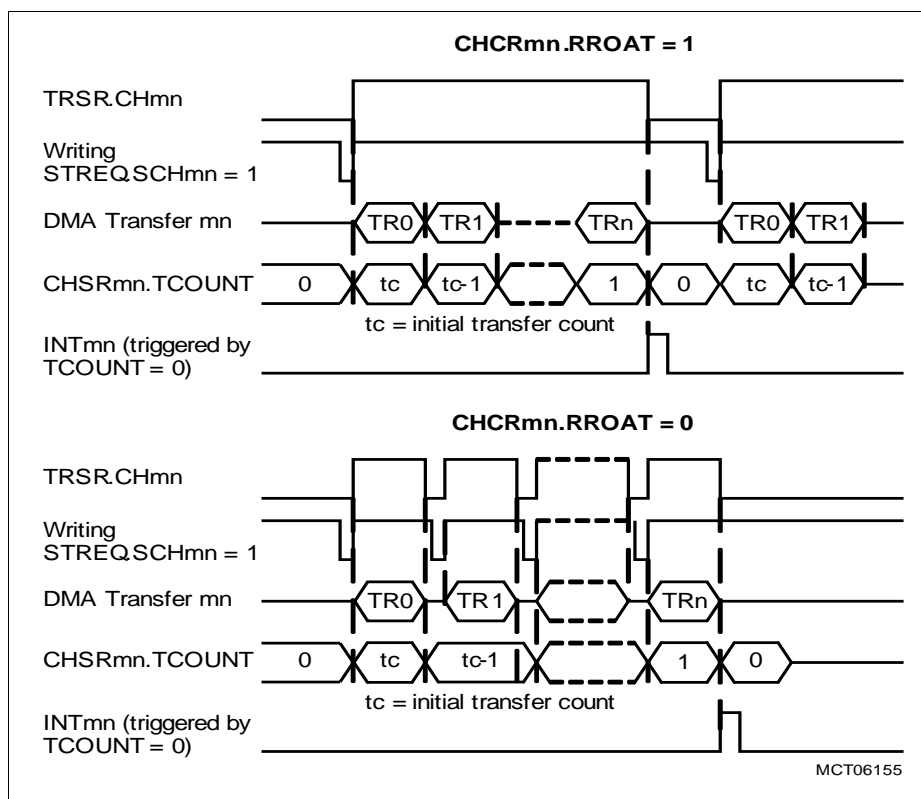 CHCRmn.RROAT = 1
TRSR.CHmn
Writing
STREQ.SCHmn = 1
DMA Transfer mn
TR0 TR1 TRn TR0 TR1
CHSRmn.TCOUNT
0 tc tc-1 1 0 tc tc-1
tc = initial transfer count
INTmn (triggered by
TCOUNT = 0)
CHCRmn.RROAT = 0
TRSR.CHmn
Writing
STREQ.SCHmn = 1
DMA Transfer mn
TR0 TR1 TRn
CHSRmn.TCOUNT
0 tc tc-1 1 0
tc = initial transfer count
INTmn (triggered by
TCOUNT = 0)
MCT06155